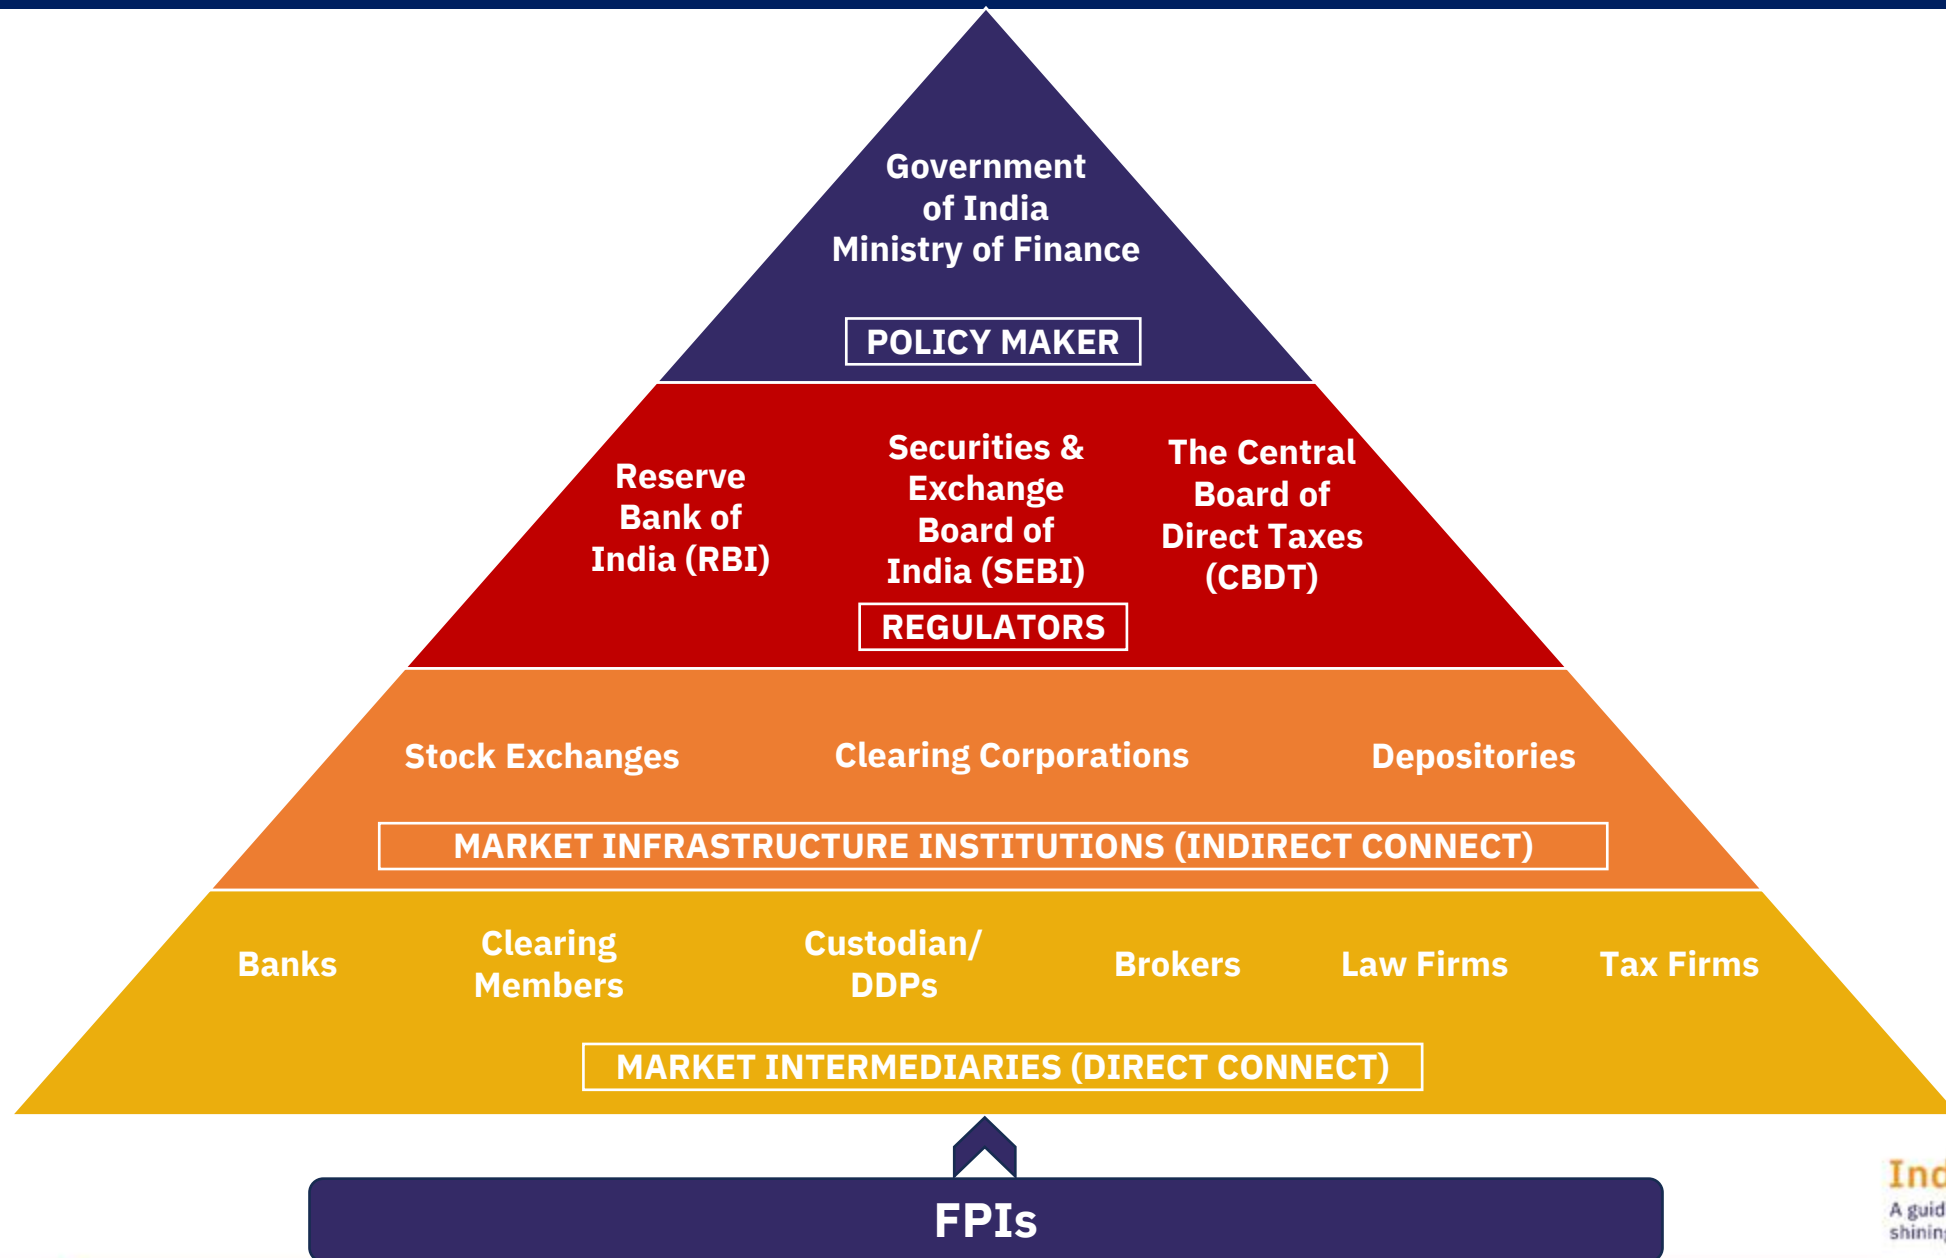 Government
of India
Ministry of Finance
POLICY MAKER
Reserve
Bank of
India (RBI)
Securities &
Exchange
Board of
India (SEBI)
The Central
Board of
Direct Taxes
(CBDT)
REGULATORS
Stock Exchanges
Clearing Corporations
Depositories
MARKET INFRASTRUCTURE INSTITUTIONS (INDIRECT CONNECT)
Banks
Clearing
Members
Custodian/
DDPs
Brokers
Law Firms
Tax Firms
MARKET INTERMEDIARIES (DIRECT CONNECT)
FPIs
A